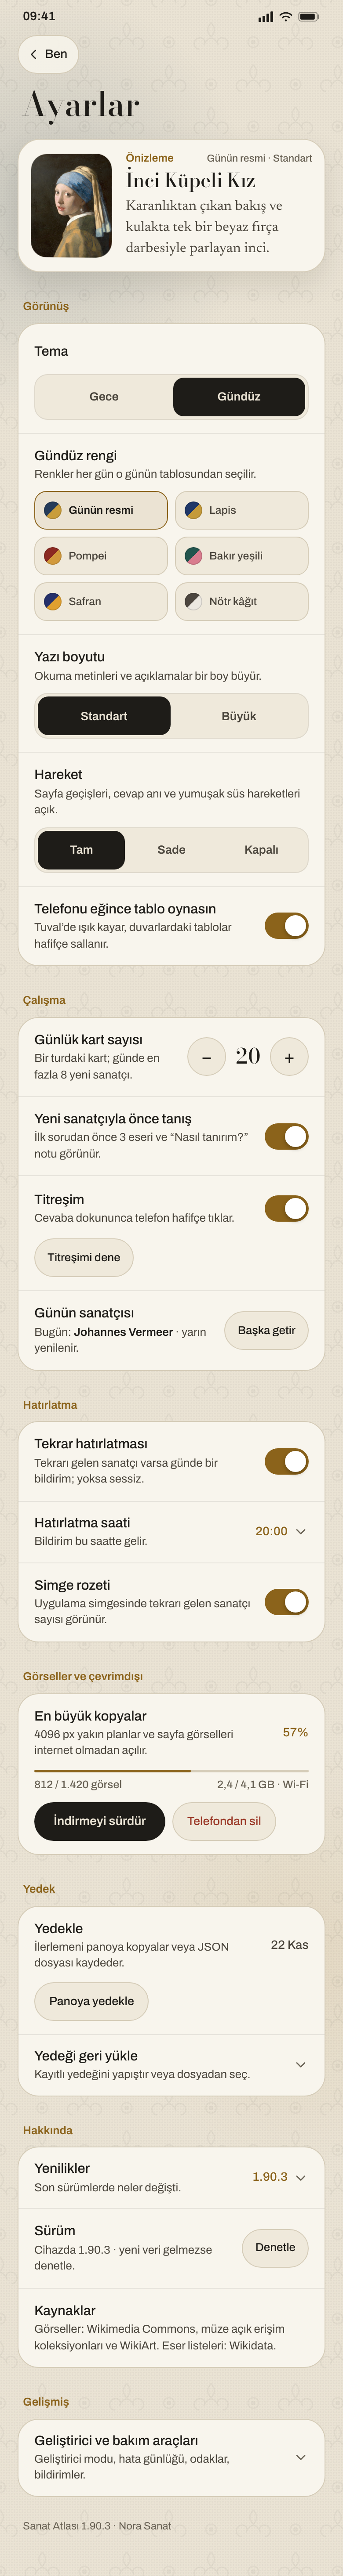 09:41
Ben
Ayarlar
Önizleme
Günün resmi · Standart
İnci Küpeli Kız
Karanlıktan çıkan bakış ve
kulakta tek bir beyaz fırça
darbesiyle parlayan inci.
Görünüş
Tema
Gece
Gündüz
Gündüz rengi
Renkler her gün o günün tablosundan seçilir.
Günün resmi
Lapis
Pompei
Bakır yeşili
Safran
Nötr kâğıt
Yazı boyutu
Okuma metinleri ve açıklamalar bir boy büyür.
Standart
Büyük
Hareket
Sayfa geçişleri, cevap anı ve yumuşak süs hareketleri
açık.
Tam
Sade
Kapalı
Telefonu eğince tablo oynasın
Tuval’de ışık kayar, duvarlardaki tablolar
hafifçe sallanır.
Çalışma
Günlük kart sayısı
Bir turdaki kart; günde en
fazla 8 yeni sanatçı.
− 20 +
Yeni sanatçıyla önce tanış
İlk sorudan önce 3 eseri ve “Nasıl tanırım?”
notu görünür.
Titreşim
Cevaba dokununca telefon hafifçe tıklar.
Titreşimi dene
Günün sanatçısı
Bugün: Johannes Vermeer · yarın
yenilenir.
Başka getir
Hatırlatma
Tekrar hatırlatması
Tekrarı gelen sanatçı varsa günde bir
bildirim; yoksa sessiz.
Hatırlatma saati
Bildirim bu saatte gelir.
20:00
Simge rozeti
Uygulama simgesinde tekrarı gelen sanatçı
sayısı görünür.
Görseller ve çevrimdışı
En büyük kopyalar
4096 px yakın planlar ve sayfa görselleri
internet olmadan açılır.
57%
812 / 1.420 görsel
2,4 / 4,1 GB · Wi-Fi
İndirmeyi sürdür
Telefondan sil
Yedek
Yedekle
İlerlemeni panoya kopyalar veya JSON
dosyası kaydeder.
22 Kas
Panoya yedekle
Yedeği geri yükle
Kayıtlı yedeğini yapıştır veya dosyadan seç.
Hakkında
Yenilikler
Son sürümlerde neler değişti.
1.90.3
Sürüm
Cihazda 1.90.3 · yeni veri gelmezse
denetle.
Denetle
Kaynaklar
Görseller: Wikimedia Commons, müze açık erişim
koleksiyonları ve WikiArt. Eser listeleri: Wikidata.
Gelişmiş
Geliştirici ve bakım araçları
Geliştirici modu, hata günlüğü, odaklar,
bildirimler.
Sanat Atlası 1.90.3 · Nora Sanat